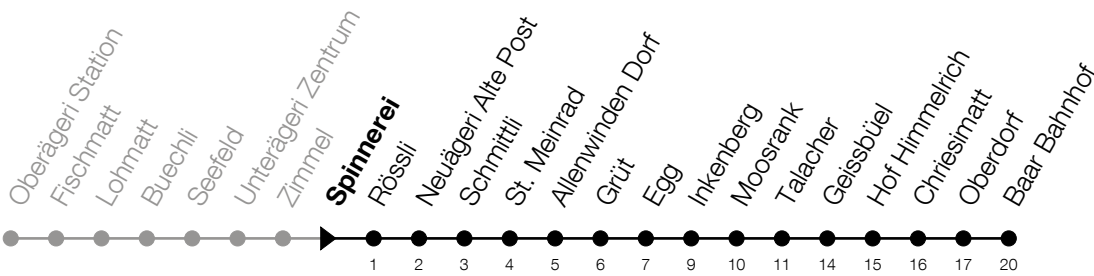 Oberägeri Station
Fischmatt
Lohmatt
Buechli
Seefeld
Unterägeri Zentrum
Zimmel
Spinnerei
Rössli
Neuägeri Alte Post
Schmittli
St. Meinrad
Allenwinden Dorf
Grüt
Egg
Inkenberg
Moosrank
Talacher
Geissbüel
Hof Himmelrich
Chriesimatt
Oberdorf
Baar Bahnhof
1 2 3 4 5 6 7 9 10 11 14 15 16 17 20